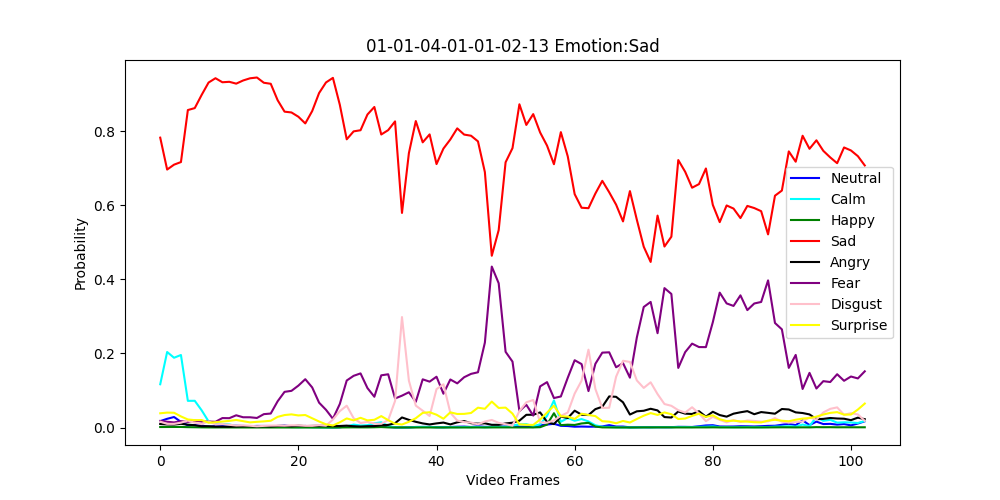 01-01-04-01-01-02-13 Emotion:Sad
Probability
0.8
0.6
0.4
0.2
0.0
0
20
40
60
80
100
Video Frames
Neutral
Calm
Happy
Sad
Angry
Fear
Disgust
Surprise